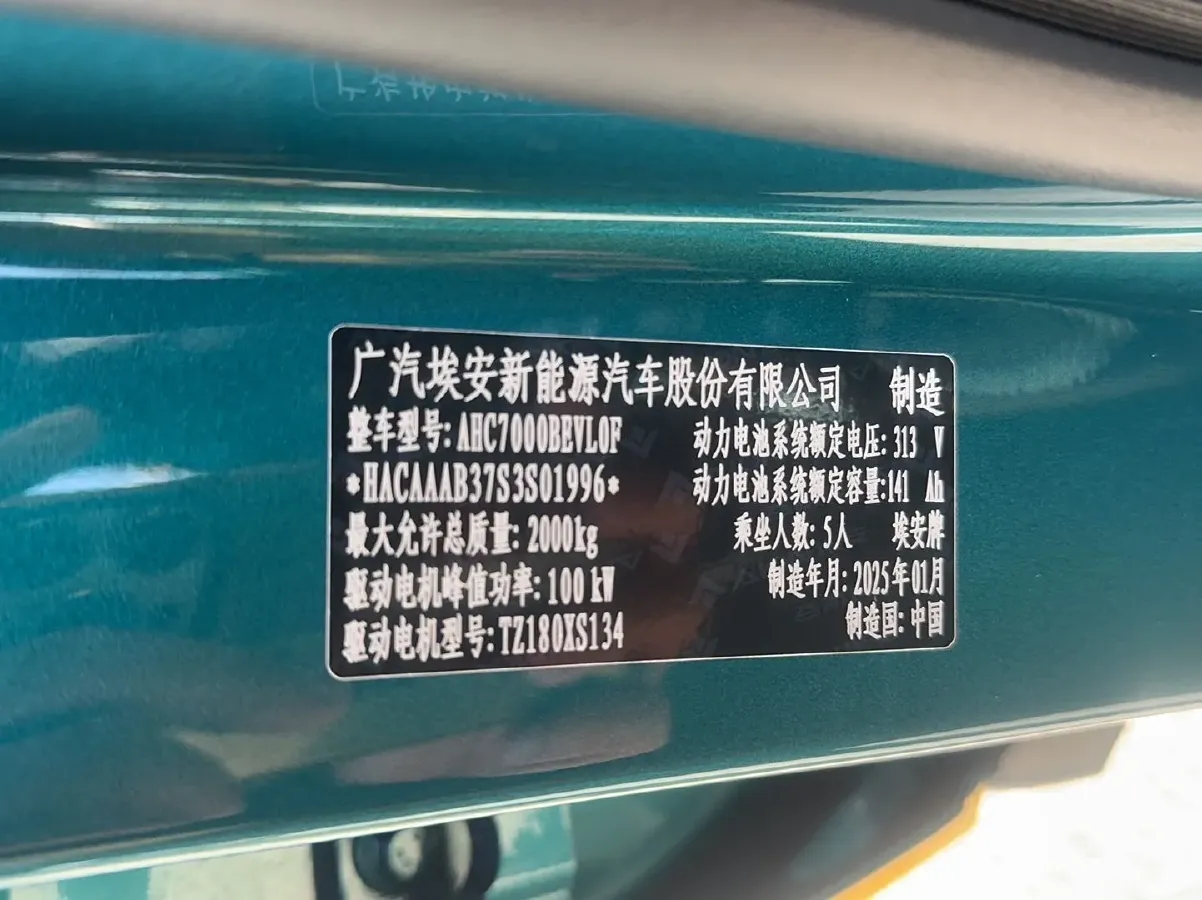 广汽埃安新能源汽车股份有限公司 制造
整车型号: AHC7000BEVL0F 动力电池系统额定电压: 313 V
*HACAAAB37S3S01996* 动力电池系统额定容量:141 Ah
最大允许总质量: 2000kg 乘坐人数: 5人 埃安牌
驱动电机峰值功率: 100 kW 制造年月: 2025年01月
驱动电机型号: TZ180XS134 制造国: 中国